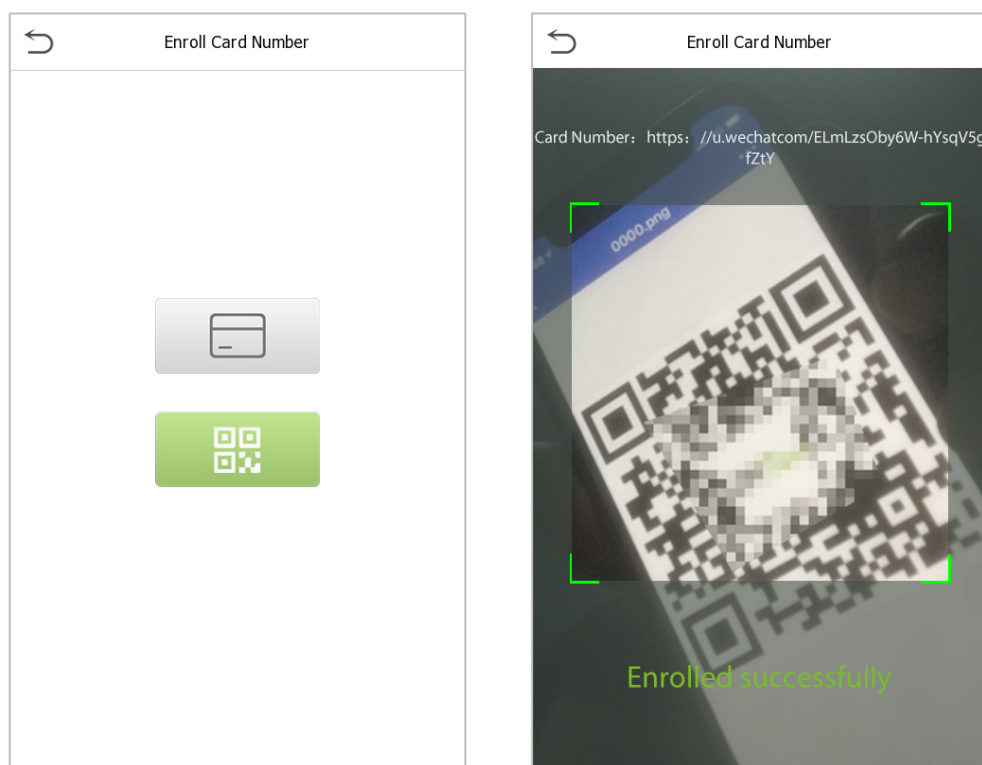 Enroll Card Number
Enroll Card Number
Card Number：https：//u.wechatcom/ELmLzsOby6W-hYsqV5g
fZtY
0000.png
Enrolled successfully